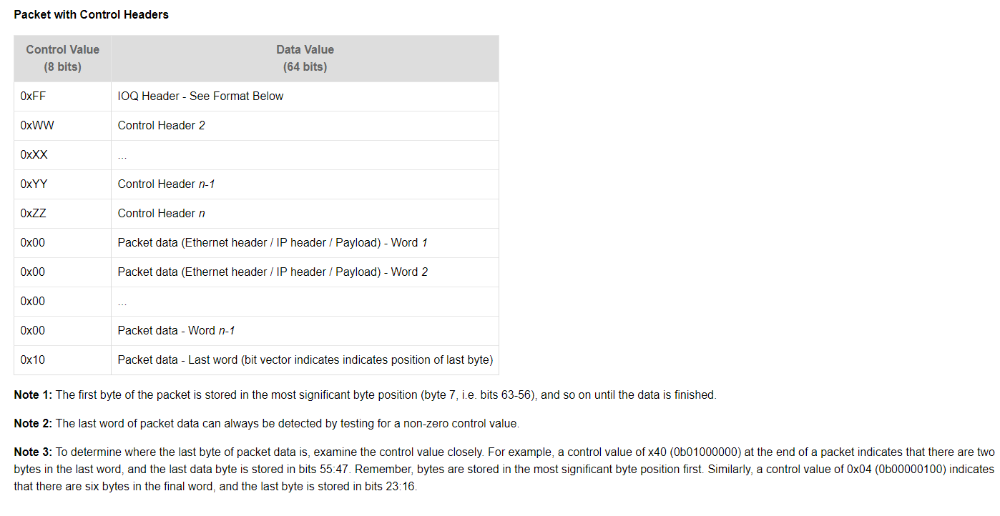 Packet with Control Headers
Control Value
(8 bits)
Data Value
(64 bits)
0xFF IOQ Header - See Format Below
0xWW Control Header 2
0xXX ...
0xYY Control Header n-1
0xZZ Control Header n
0x00 Packet data (Ethernet header / IP header / Payload) - Word 1
0x00 Packet data (Ethernet header / IP header / Payload) - Word 2
0x00 ...
0x00 Packet data - Word n-1
0x10 Packet data - Last word (bit vector indicates indicates position of last byte)
Note 1: The first byte of the packet is stored in the most significant byte position (byte 7, i.e. bits 63-56), and so on until the data is finished.
Note 2: The last word of packet data can always be detected by testing for a non-zero control value.
Note 3: To determine where the last byte of packet data is, examine the control value closely. For example, a control value of x40 (0b01000000) at the end of a packet indicates that there are two
bytes in the last word, and the last data byte is stored in bits 55:47. Remember, bytes are stored in the most significant byte position first. Similarly, a control value of 0x04 (0b00000100) indicates
that there are six bytes in the final word, and the last byte is stored in bits 23:16.